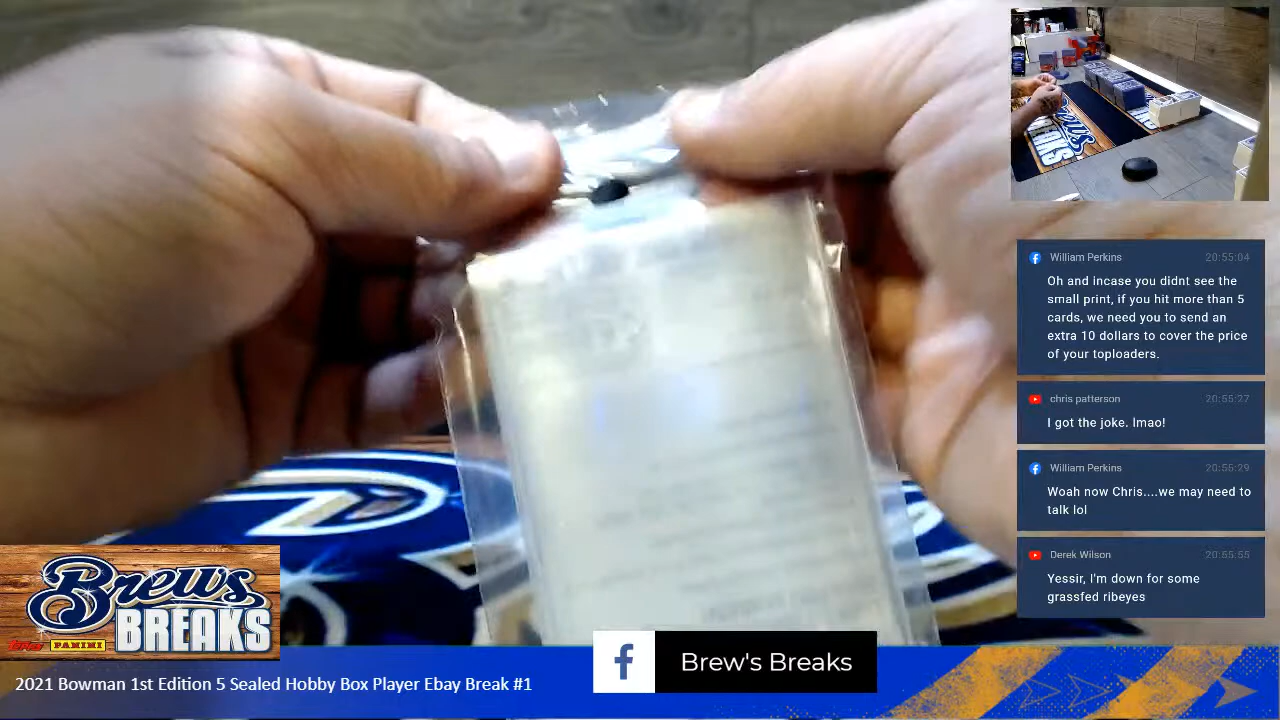 William Perkins 20:55:04
Oh and incase you didnt see the
small print, if you hit more than 5
cards, we need you to send an
extra 10 dollars to cover the price
of your toploaders.
chris patterson 20:55:27
I got the joke. lmao!
William Perkins 20:55:29
Woah now Chris....we may need to
talk lol
Derek Wilson 20:55:55
Yessir, I'm down for some
grassfed ribeyes
Brews
BREAKS
Topps PANINI
Brew's Breaks
2021 Bowman 1st Edition 5 Sealed Hobby Box Player Ebay Break #1
Brews
BREAKS